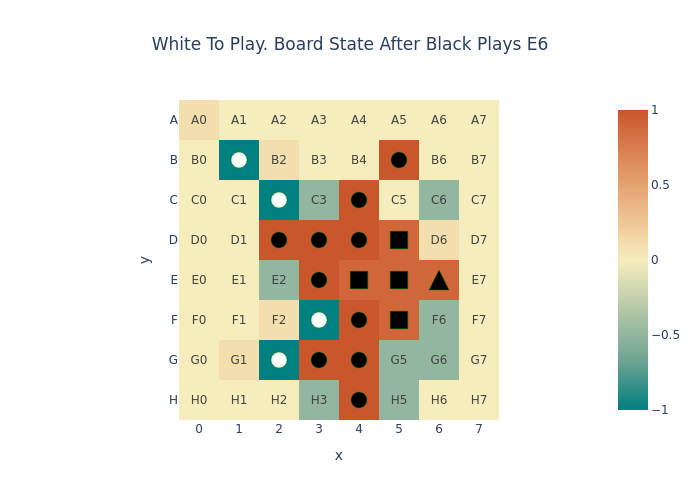 White To Play. Board State After Black Plays E6
A A0 A1 A2 A3 A4 A5 A6 A7
B B0 B2 B3 B4 B6 B7
C C0 C1 C3 C5 C6 C7
D D0 D1 D6 D7
E E0 E1 E2 E7
F F0 F1 F2 F6 F7
G G0 G1 G5 G6 G7
H H0 H1 H2 H3 H5 H6 H7
0 1 2 3 4 5 6 7
x
y
1
0.5
0
−0.5
−1